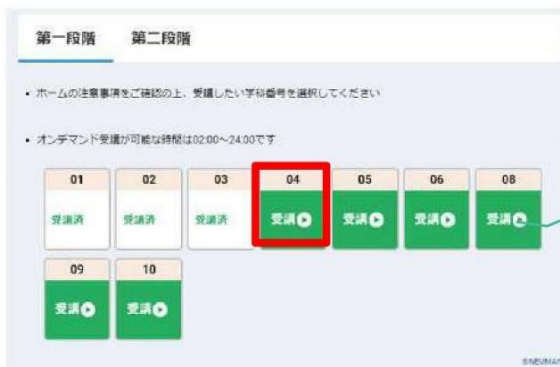 第一段階 第二段階
• ホームの注意事項をご確認の上、受講したい学科番号を選択してください
• オンデマンド受講が可能な時間は02:00~24:00です
01 02 03 04 05 06 08
受講済 受講済 受講済 受講 受講 受講 受講
09 10
受講 受講